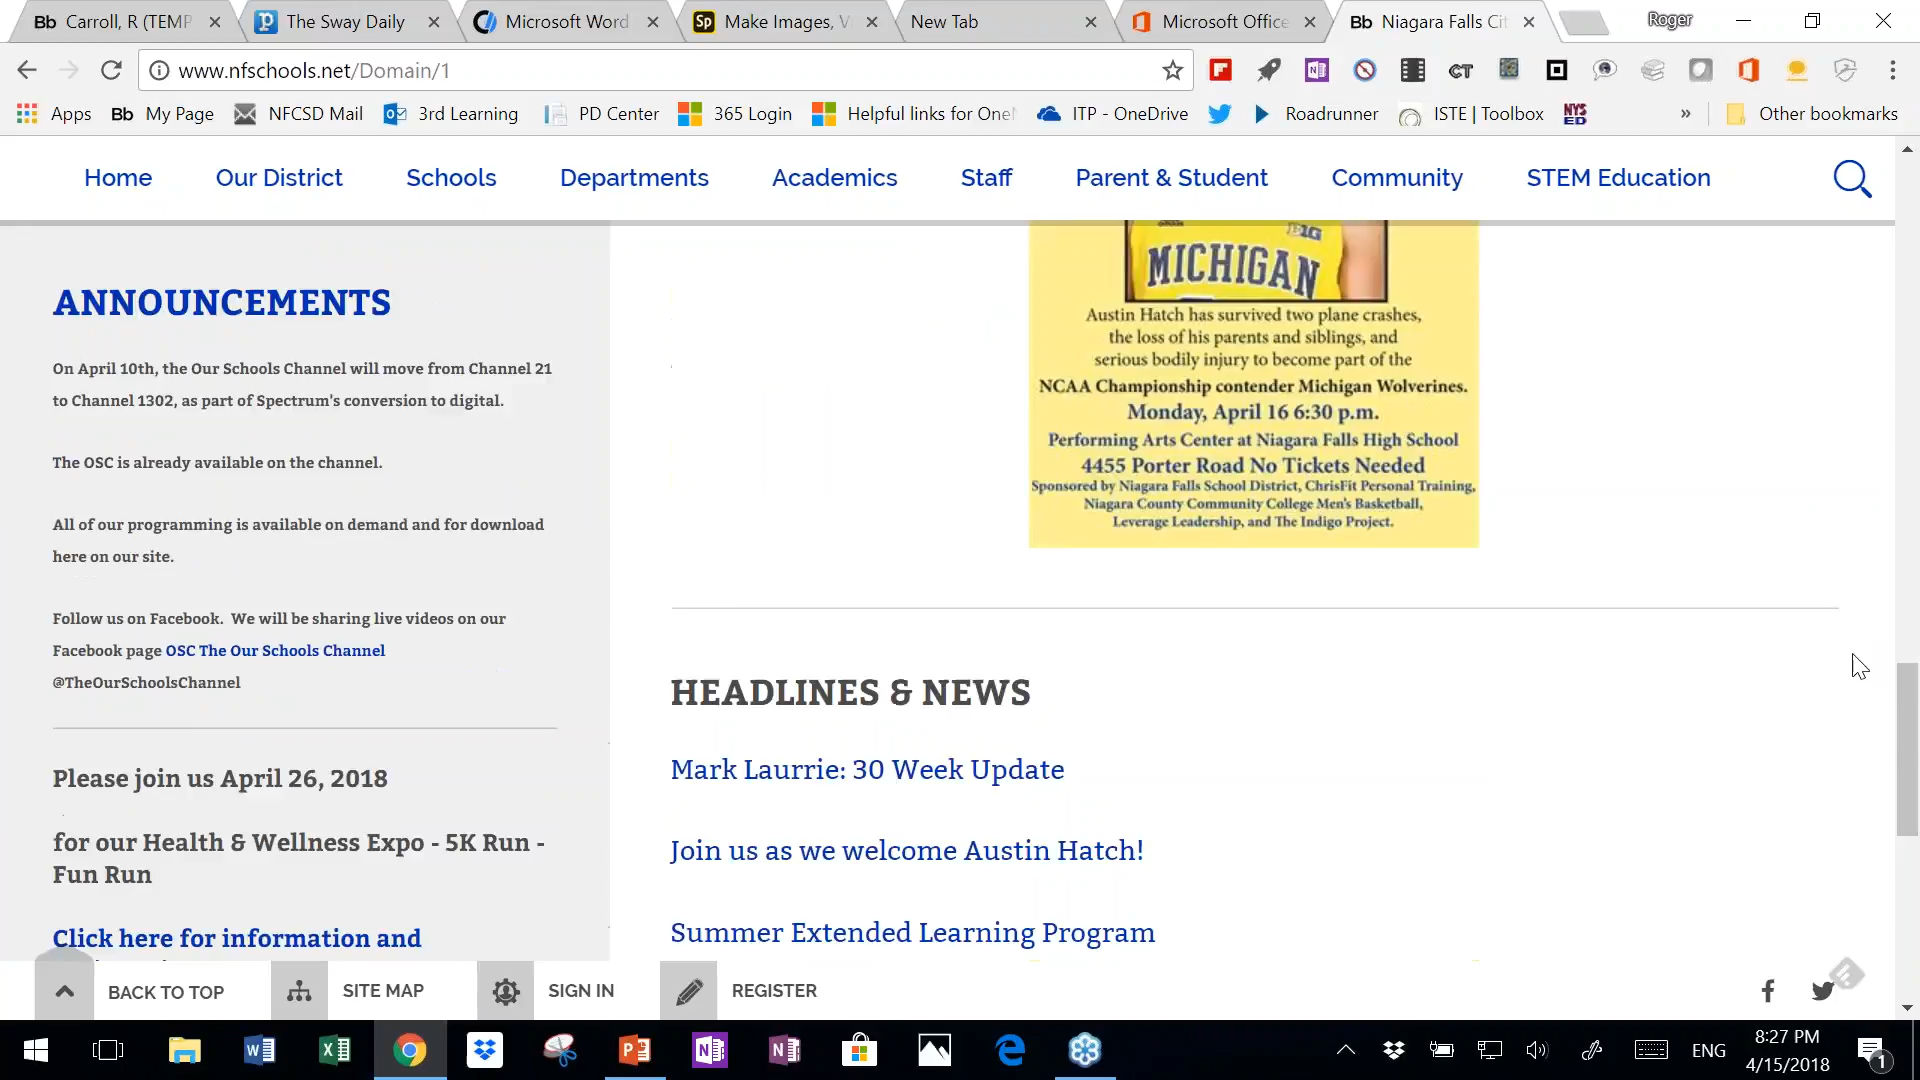 Bb Carroll, R (TEMP
The Sway Daily
Microsoft Word
Sp Make Images, V
New Tab
Microsoft Office
Bb Niagara Falls Cit
Roger
www.nfschools.net/Domain/1
CT
Apps
Bb My Page
NFCSD Mail
3rd Learning
PD Center
365 Login
Helpful links for One
ITP - OneDrive
Roadrunner
ISTE | Toolbox
NYS ED
»
Other bookmarks
Home
Our District
Schools
Departments
Academics
Staff
Parent & Student
Community
STEM Education
ANNOUNCEMENTS
On April 10th, the Our Schools Channel will move from Channel 21
to Channel 1302, as part of Spectrum's conversion to digital.
The OSC is already available on the channel.
All of our programming is available on demand and for download
here on our site.
Follow us on Facebook.  We will be sharing live videos on our
Facebook page OSC The Our Schools Channel
@TheOurSchoolsChannel
Please join us April 26, 2018
for our Health & Wellness Expo - 5K Run -
Fun Run
Click here for information and
MICHIGAN
Austin Hatch has survived two plane crashes,
the loss of his parents and siblings, and
serious bodily injury to become part of the
NCAA Championship contender Michigan Wolverines.
Monday, April 16 6:30 p.m.
Performing Arts Center at Niagara Falls High School
4455 Porter Road No Tickets Needed
Sponsored by Niagara Falls School District, ChrisFit Personal Training,
Niagara County Community College Men's Basketball,
Leverage Leadership, and The Indigo Project.
HEADLINES & NEWS
Mark Laurrie: 30 Week Update
Join us as we welcome Austin Hatch!
Summer Extended Learning Program
BACK TO TOP
SITE MAP
SIGN IN
REGISTER
ENG
8:27 PM
4/15/2018
1